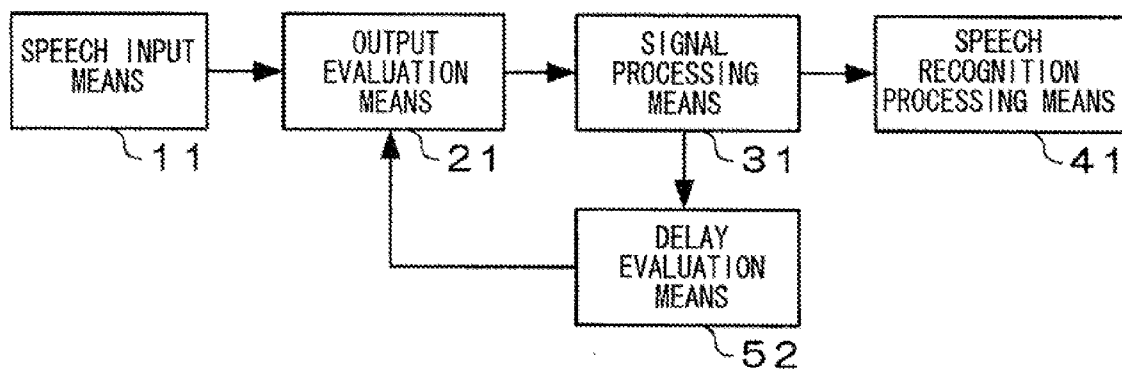 SPEECH INPUT
MEANS
11
OUTPUT
EVALUATION
MEANS
21
SIGNAL
PROCESSING
MEANS
31
SPEECH
RECOGNITION
PROCESSING MEANS
41
DELAY
EVALUATION
MEANS
52